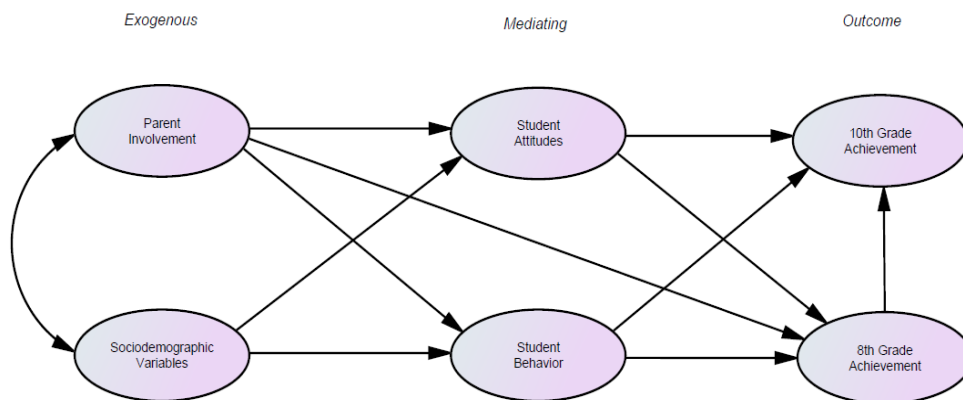 Exogenous
Mediating
Outcome
Parent
Involvement
Student
Attitudes
10th Grade
Achievement
Sociodemographic
Variables
Student
Behavior
8th Grade
Achievement